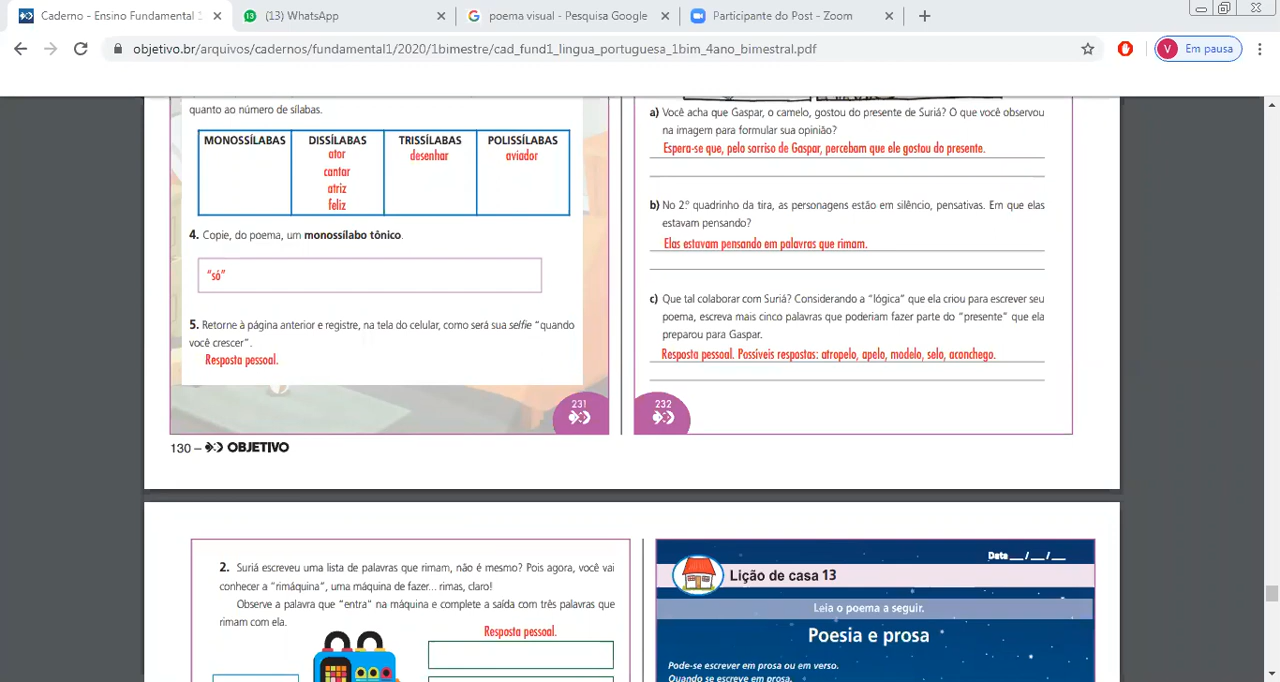 Caderno - Ensino Fundamental
(13) WhatsApp
poema visual - Pesquisa Google
Participante do Post - Zoom
objetivo.br/arquivos/cadernos/fundamental1/2020/1bimestre/cad_fund1_lingua_portuguesa_1bim_4ano_bimestral.pdf
V Em pausa
quanto ao número de sílabas.
MONOSSÍLABAS DISSÍLABAS TRISSÍLABAS POLISSÍLABAS
ator desenhar aviador
cantar
atriz
feliz
4. Copie, do poema, um monossílabo tônico.
"só"
5. Retorne à página anterior e registre, na tela do celular, como será sua selfie "quando
você crescer".
Resposta pessoal.
231
130 – OBJETIVO
a) Você acha que Gaspar, o camelo, gostou do presente de Suriá? O que você observou
na imagem para formular sua opinião?
Espera-se que, pelo sorriso de Gaspar, percebam que ele gostou do presente.
b) No 2.º quadrinho da tira, as personagens estão em silêncio, pensativas. Em que elas
estavam pensando?
Elas estavam pensando em palavras que rimam.
c) Que tal colaborar com Suriá? Considerando a "lógica" que ela criou para escrever seu
poema, escreva mais cinco palavras que poderiam fazer parte do "presente" que ela
preparou para Gaspar.
Resposta pessoal. Possíveis respostas: atropelo, apelo, modelo, selo, aconchego.
232
2. Suriá escreveu uma lista de palavras que rimam, não é mesmo? Pois agora, você vai
conhecer a "rimáquina", uma máquina de fazer... rimas, claro!
Observe a palavra que "entra" na máquina e complete a saída com três palavras que
rimam com ela.
Resposta pessoal.
Data ___ / ___ / ___
Lição de casa 13
Leia o poema a seguir.
Poesia e prosa
Pode-se escrever em prosa ou em verso.
Quando se escreve em prosa,